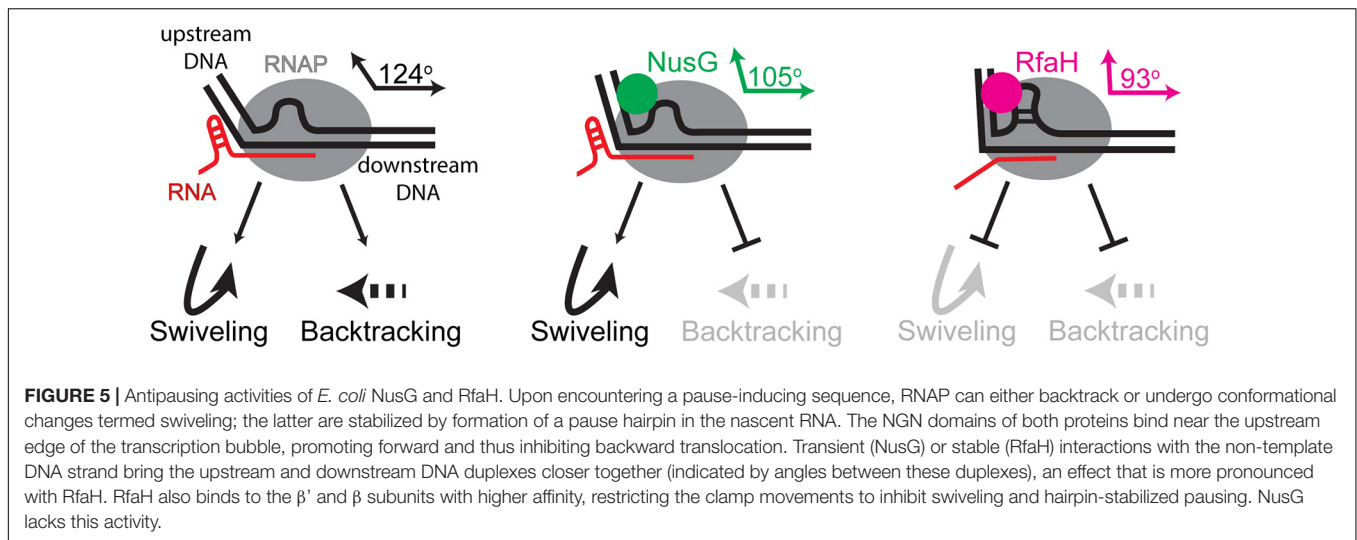 upstream
DNA
RNAP
124°
RNA
downstream
DNA
Swiveling
Backtracking
NusG
105°
Swiveling
Backtracking
RfaH
93°
Swiveling
Backtracking
FIGURE 5 | Antipausing activities of E. coli NusG and RfaH. Upon encountering a pause-inducing sequence, RNAP can either backtrack or undergo conformational
changes termed swiveling; the latter are stabilized by formation of a pause hairpin in the nascent RNA. The NGN domains of both proteins bind near the upstream
edge of the transcription bubble, promoting forward and thus inhibiting backward translocation. Transient (NusG) or stable (RfaH) interactions with the non-template
DNA strand bring the upstream and downstream DNA duplexes closer together (indicated by angles between these duplexes), an effect that is more pronounced
with RfaH. RfaH also binds to the β' and β subunits with higher affinity, restricting the clamp movements to inhibit swiveling and hairpin-stabilized pausing. NusG
lacks this activity.